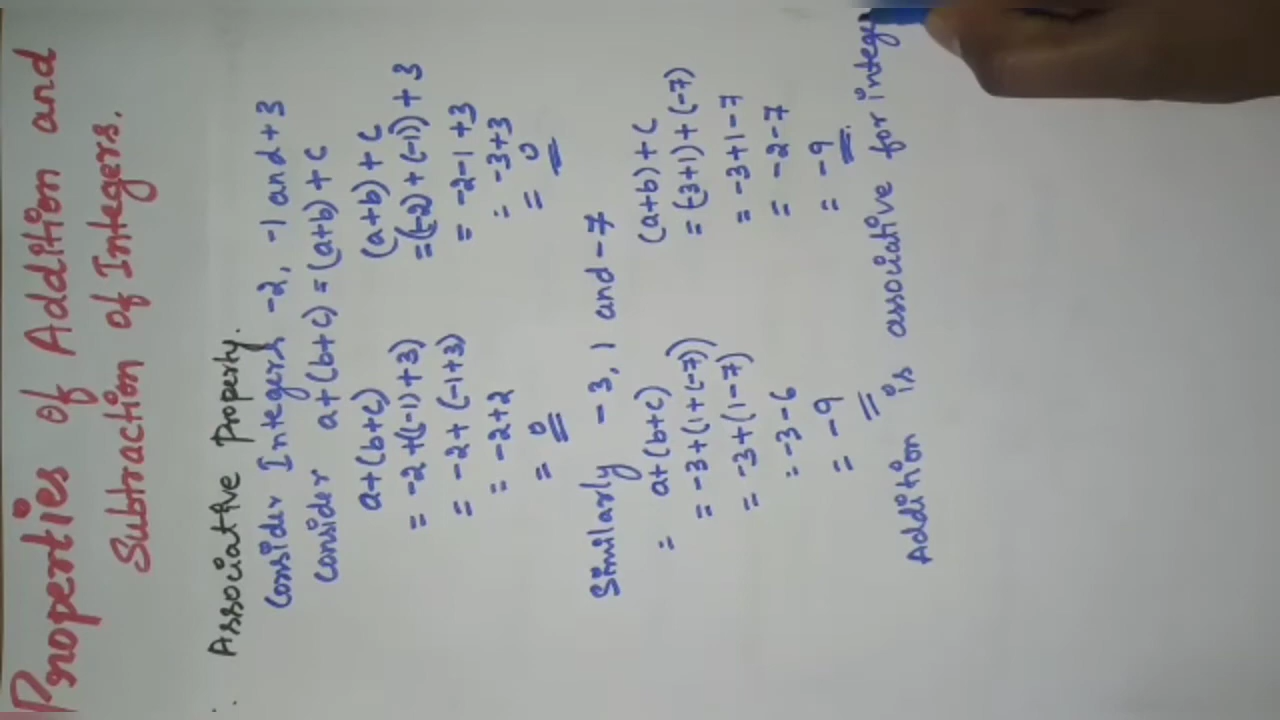 Properties of Addition and
Subtraction of Integers.
Associative Property.
Consider Integers -2, -1 and +3
Consider a+(b+c) = (a+b)+c
a+(b+c)
= -2+((-1)+3)
= -2+(-1+3)
= -2+2
= 0
(a+b)+c
=((-2)+(-1))+3
= -2-1+3
= -3+3
= 0
Similarly -3, 1 and -7
= a+(b+c)
= -3+(1+(-7))
= -3+(1-7)
= -3-6
= -9
(a+b)+c
= (-3+1)+(-7)
= -3+1-7
= -2-7
= -9
Addition is associative for integer